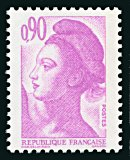 0,90
POSTES
REPUBLIQUE FRANÇAISE